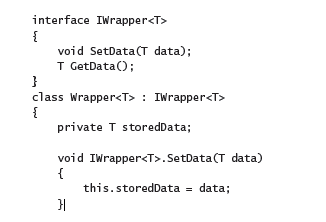 interface IWrapper<T>
{
    void SetData(T data);
    T GetData();
}
class Wrapper<T> : IWrapper<T>
{
    private T storedData;

    void IWrapper<T>.SetData(T data)
    {
        this.storedData = data;
    }